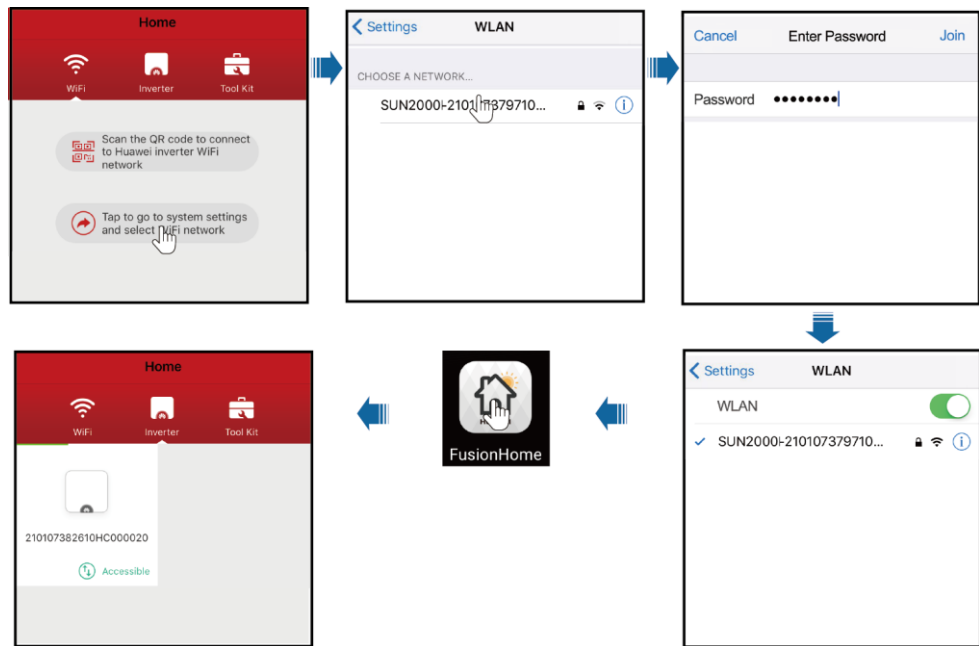 Home
WiFi
Inverter
Tool Kit
Scan the QR code to connect
to Huawei inverter WiFi
network
Tap to go to system settings
and select WiFi network
Settings
WLAN
CHOOSE A NETWORK...
SUN2000-210107379710...
Cancel
Enter Password
Join
Password
Settings
WLAN
WLAN
SUN2000-210107379710...
FusionHome
Home
WiFi
Inverter
Tool Kit
210107382610HC000020
Accessible